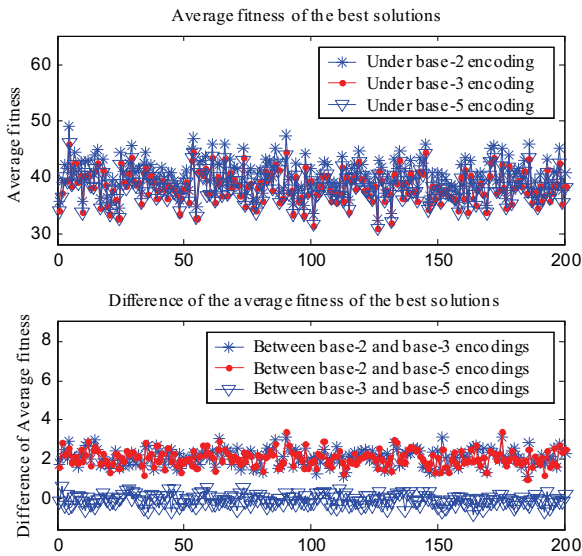 Average fitness of the best solutions
Average fitness
60
50
40
30
Under base-2 encoding
Under base-3 encoding
Under base-5 encoding
0
50
100
150
200
Difference of the average fitness of the best solutions
Difference of Average fitness
8
6
4
2
0
Between base-2 and base-3 encodings
Between base-2 and base-5 encodings
Between base-3 and base-5 encodings
0
50
100
150
200